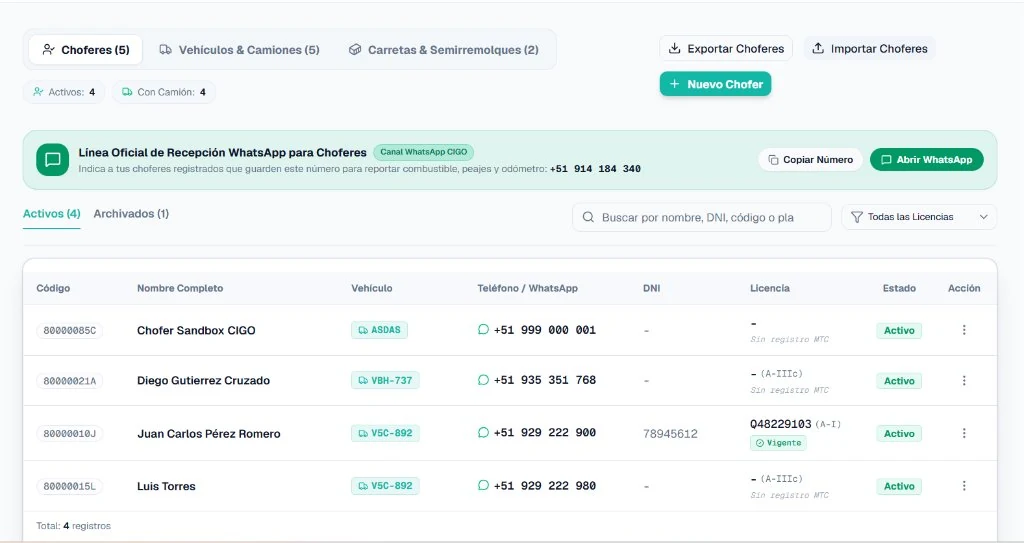 Choferes (5) Vehículos & Camiones (5) Carretas & Semirremolques (2) Exportar Choferes Importar Choferes
Activos: 4 Con Camión: 4 Nuevo Chofer
Línea Oficial de Recepción WhatsApp para Choferes Canal WhatsApp CIGO
Indica a tus choferes registrados que guarden este número para reportar combustible, peajes y odómetro: +51 914 184 340
Copiar Número Abrir WhatsApp
Activos (4) Archivados (1) Buscar por nombre, DNI, código o pla Todas las Licencias
Código Nombre Completo Vehículo Teléfono / WhatsApp DNI Licencia Estado Acción
80000085C Chofer Sandbox CIGO ASDAS +51 999 000 001 - - Activo
Sin registro MTC
80000021A Diego Gutierrez Cruzado VBH-737 +51 935 351 768 - - (A-IIIc) Activo
Sin registro MTC
80000010J Juan Carlos Pérez Romero V5C-892 +51 929 222 900 78945612 Q48229103 (A-I) Activo
Vigente
80000015L Luis Torres V5C-892 +51 929 222 980 - - (A-IIIc) Activo
Sin registro MTC
Total: 4 registros